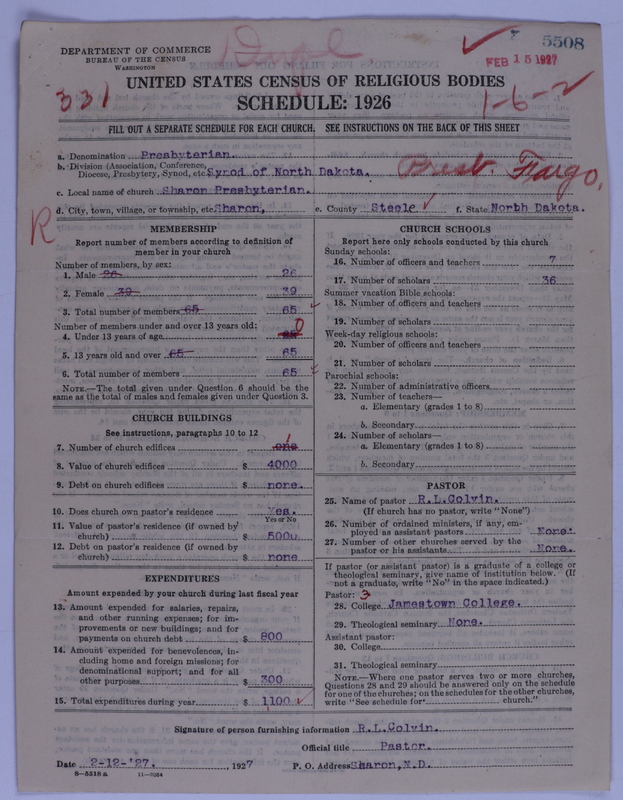 5508
DEPARTMENT OF COMMERCE
BUREAU OF THE CENSUS
WASHINGTON
FEB 15 1927
UNITED STATES CENSUS OF RELIGIOUS BODIES
331
SCHEDULE: 1926
1-6-2
FILL OUT A SEPARATE SCHEDULE FOR EACH CHURCH. SEE INSTRUCTIONS ON THE BACK OF THIS SHEET
a. Denomination Presbyterian.
b. Division (Association, Conference,
Diocese, Presbytery, Synod, etc. Synod of North Dakota. Presb. Fargo,
c. Local name of church Sharon Presbyterian.
d. City, town, village, or township, etc. Sharon, e. County Steele f. State North Dakota.
R
MEMBERSHIP
Report number of members according to definition of
member in your church
Number of members, by sex:
1. Male 26 26
2. Female 39 39
3. Total number of members 65 65
Number of members under and over 13 years old:
4. Under 13 years of age 0
5. 13 years old and over 65 65
6. Total number of members 65
NOTE.—The total given under Question 6 should be the
same as the total of males and females given under Question 3.
CHURCH BUILDINGS
See instructions, paragraphs 10 to 12
7. Number of church edifices one 1
8. Value of church edifices $ 4000
9. Debt on church edifices $ none.
10. Does church own pastor's residence Yes.
Yes or No
11. Value of pastor's residence (if owned by
church) $ 5000
12. Debt on pastor's residence (if owned by
church) $ none
EXPENDITURES
Amount expended by your church during last fiscal year
13. Amount expended for salaries, repairs,
and other running expenses; for im-
provements or new buildings; and for
payments on church debt $ 800
14. Amount expended for benevolences, in-
cluding home and foreign missions; for
denominational support; and for all
other purposes $ 300
15. Total expenditures during year $ 1100
CHURCH SCHOOLS
Report here only schools conducted by this church
Sunday schools:
16. Number of officers and teachers 7
17. Number of scholars 36
Summer vacation Bible schools:
18. Number of officers and teachers
19. Number of scholars
Week-day religious schools:
20. Number of officers and teachers
21. Number of scholars
Parochial schools:
22. Number of administrative officers
23. Number of teachers—
a. Elementary (grades 1 to 8)
b. Secondary
24. Number of scholars—
a. Elementary (grades 1 to 8)
b. Secondary
PASTOR
25. Name of pastor R.L.Colvin.
(If church has no pastor, write "None")
26. Number of ordained ministers, if any, em-
ployed as assistant pastors None.
27. Number of other churches served by the
pastor or his assistants None.
If pastor (or assistant pastor) is a graduate of a college or
theological seminary, give name of institution below. (If
not a graduate, write "No" in the space indicated.)
Pastor: 3
28. College Jamestown College.
29. Theological seminary None.
Assistant pastor:
30. College
31. Theological seminary
NOTE.—Where one pastor serves two or more churches,
Questions 28 and 29 should be answered only on the schedule
for one of the churches; on the schedules for the other churches,
write "See schedule for church."
Signature of person furnishing information R.L.Colvin.
Official title Pastor.
Date 2-12-'27. , 1927 P. O. Address Sharon, N.D.
8—5518 a 11—9034